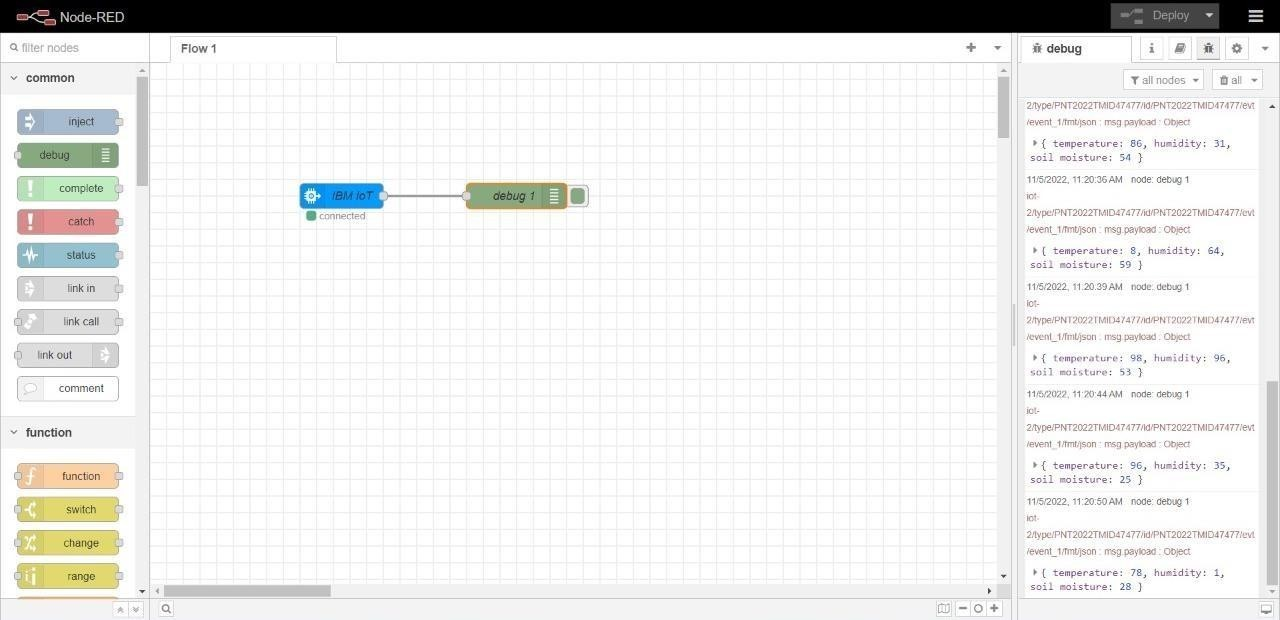 Node-RED
Deploy
filter nodes
Flow 1
debug
i
common
all nodes
all
inject
debug
complete
catch
status
link in
link call
link out
comment
function
function
switch
change
range
IBM IoT
connected
debug 1
2/type/PNT2022TMID47477/id/PNT2022TMID47477/evt
/event_1/fmt/json : msg.payload : Object
{ temperature: 86, humidity: 31,
soil moisture: 54 }
11/5/2022, 11:20:36 AM node: debug 1
iot-
2/type/PNT2022TMID47477/id/PNT2022TMID47477/evt
/event_1/fmt/json : msg.payload : Object
{ temperature: 8, humidity: 64,
soil moisture: 59 }
11/5/2022, 11:20:39 AM node: debug 1
iot-
2/type/PNT2022TMID47477/id/PNT2022TMID47477/evt
/event_1/fmt/json : msg.payload : Object
{ temperature: 98, humidity: 96,
soil moisture: 53 }
11/5/2022, 11:20:44 AM node: debug 1
iot-
2/type/PNT2022TMID47477/id/PNT2022TMID47477/evt
/event_1/fmt/json : msg.payload : Object
{ temperature: 96, humidity: 35,
soil moisture: 25 }
11/5/2022, 11:20:50 AM node: debug 1
iot-
2/type/PNT2022TMID47477/id/PNT2022TMID47477/evt
/event_1/fmt/json : msg.payload : Object
{ temperature: 78, humidity: 1,
soil moisture: 28 }